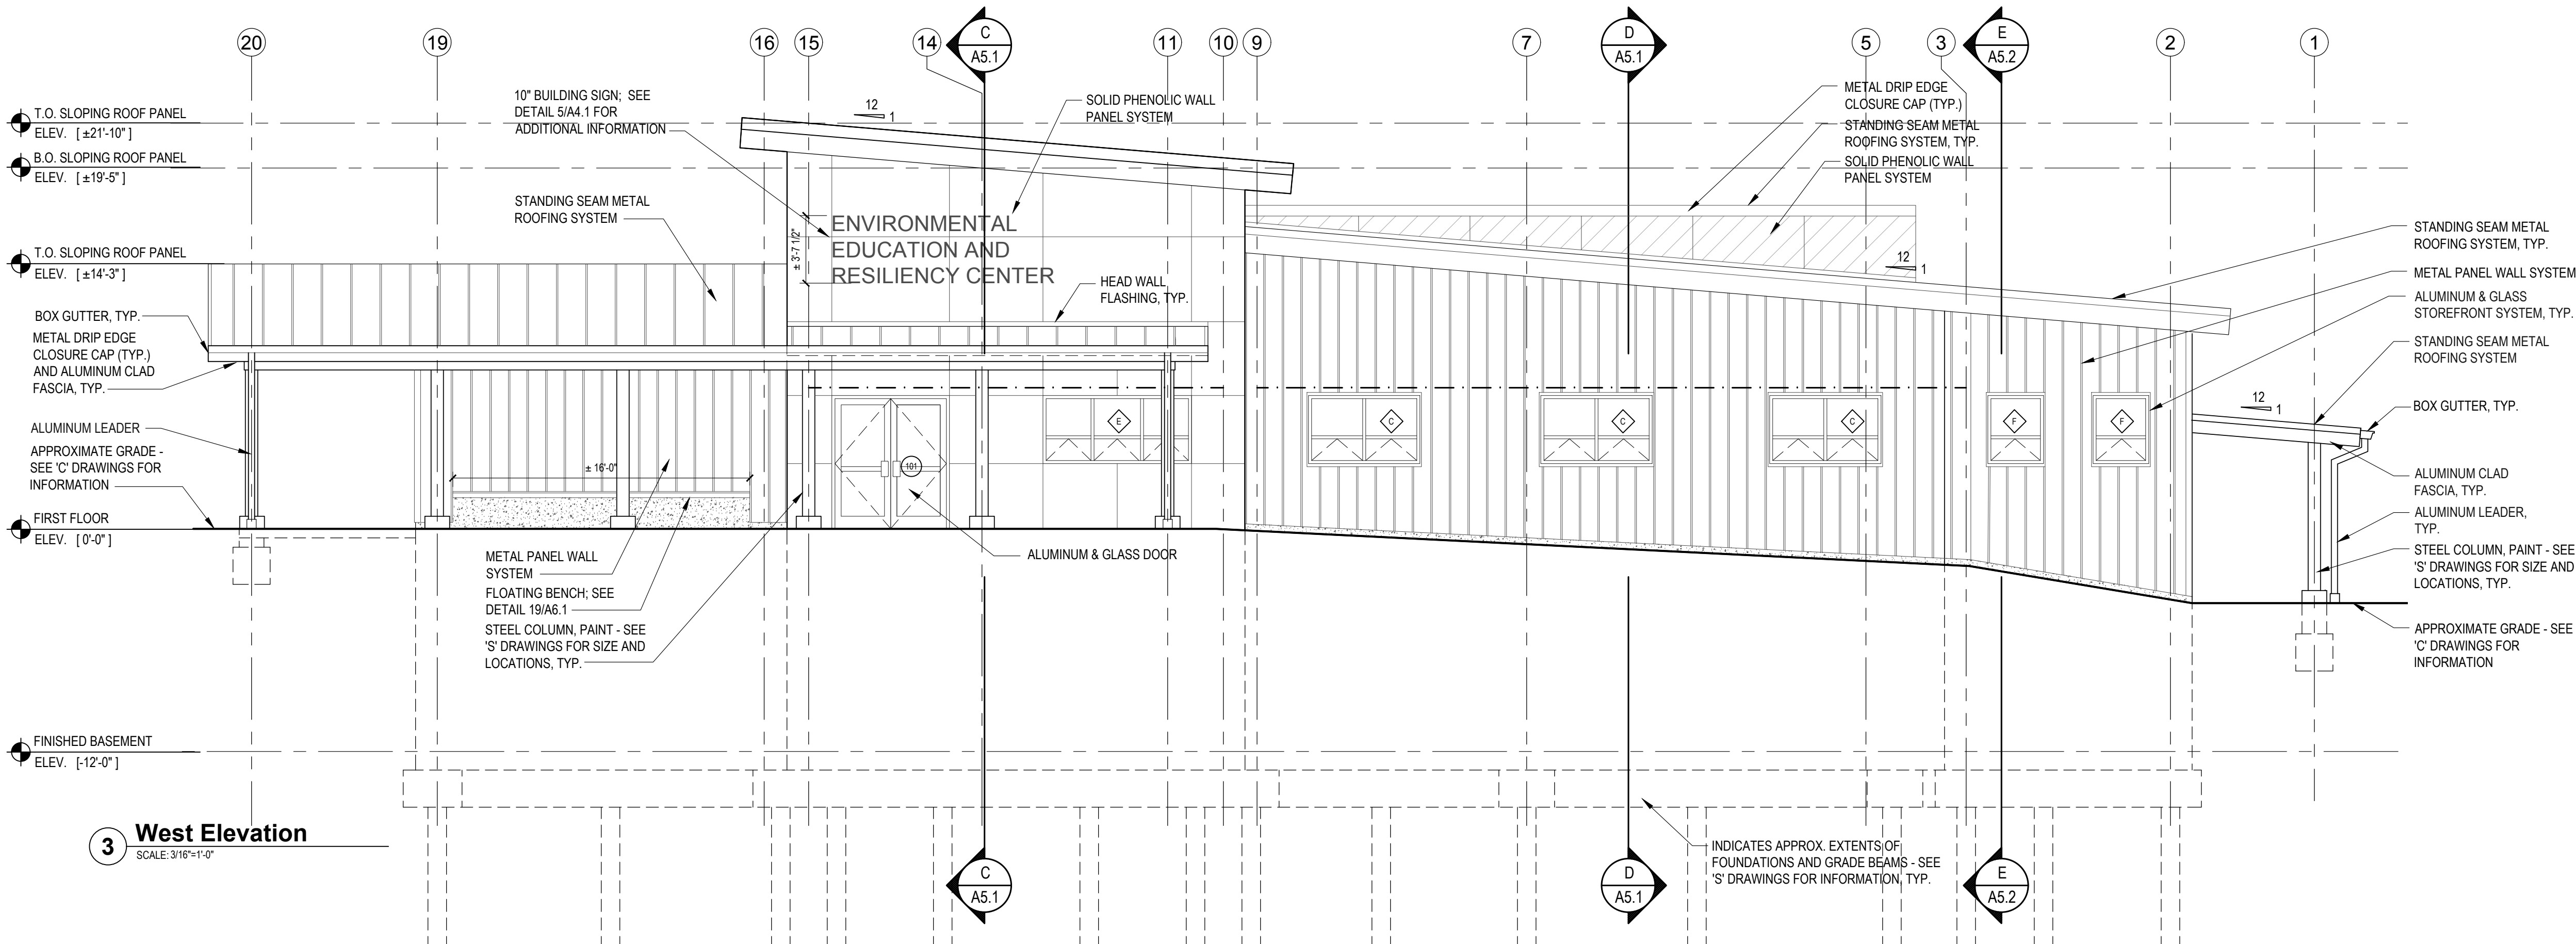 20
19
16
15
14
C
A5.1
11
10
9
7
D
A5.1
5
3
E
A5.2
2
1
T.O. SLOPING ROOF PANEL
ELEV. [ ±21'-10" ]
B.O. SLOPING ROOF PANEL
ELEV. [ ±19'-5" ]
T.O. SLOPING ROOF PANEL
ELEV. [ ±14'-3" ]
BOX GUTTER, TYP.
METAL DRIP EDGE
CLOSURE CAP (TYP.)
AND ALUMINUM CLAD
FASCIA, TYP.
ALUMINUM LEADER
APPROXIMATE GRADE -
SEE 'C' DRAWINGS FOR
INFORMATION
FIRST FLOOR
ELEV. [ 0'-0" ]
FINISHED BASEMENT
ELEV. [-12'-0" ]
10" BUILDING SIGN; SEE
DETAIL 5/A4.1 FOR
ADDITIONAL INFORMATION
STANDING SEAM METAL
ROOFING SYSTEM
12
1
SOLID PHENOLIC WALL
PANEL SYSTEM
± 3'-7 1/2"
ENVIRONMENTAL
EDUCATION AND
RESILIENCY CENTER
HEAD WALL
FLASHING, TYP.
± 16'-0"
101
E
C
C
C
F
F
METAL PANEL WALL
SYSTEM
FLOATING BENCH; SEE
DETAIL 19/A6.1
STEEL COLUMN, PAINT - SEE
'S' DRAWINGS FOR SIZE AND
LOCATIONS, TYP.
ALUMINUM & GLASS DOOR
METAL DRIP EDGE
CLOSURE CAP (TYP.)
STANDING SEAM METAL
ROOFING SYSTEM, TYP.
SOLID PHENOLIC WALL
PANEL SYSTEM
12
1
STANDING SEAM METAL
ROOFING SYSTEM, TYP.
METAL PANEL WALL SYSTEM
ALUMINUM & GLASS
STOREFRONT SYSTEM, TYP.
STANDING SEAM METAL
ROOFING SYSTEM
12
1
BOX GUTTER, TYP.
ALUMINUM CLAD
FASCIA, TYP.
ALUMINUM LEADER,
TYP.
STEEL COLUMN, PAINT - SEE
'S' DRAWINGS FOR SIZE AND
LOCATIONS, TYP.
APPROXIMATE GRADE - SEE
'C' DRAWINGS FOR
INFORMATION
INDICATES APPROX. EXTENTS OF
FOUNDATIONS AND GRADE BEAMS - SEE
'S' DRAWINGS FOR INFORMATION, TYP.
C
A5.1
D
A5.1
E
A5.2
3
West Elevation
SCALE: 3/16"=1'-0"